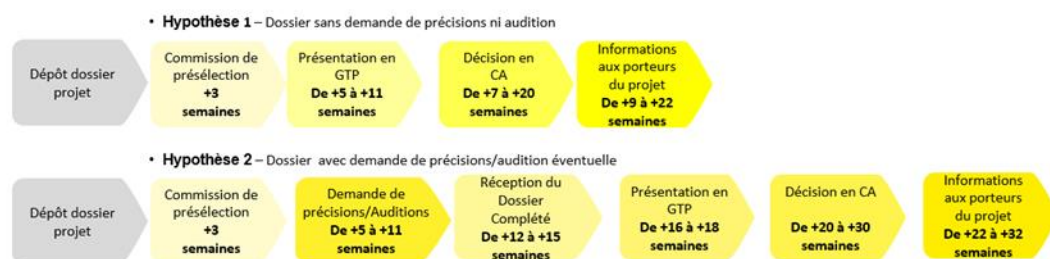 • Hypothèse 1 – Dossier sans demande de précisions ni audition
Dépôt dossier
projet
Commission de
présélection
+3
semaines
Présentation en
GTP
De +5 à +11
semaines
Décision en
CA
De +7 à +20
semaines
Informations
aux porteurs
du projet
De +9 à +22
semaines
• Hypothèse 2 – Dossier avec demande de précisions/audition éventuelle
Dépôt dossier
projet
Commission de
présélection
+3
semaines
Demande de
précisions/Auditions
De +5 à +11
semaines
Réception du
Dossier
Complété
De +12 à +15
semaines
Présentation en
GTP
De +16 à +18
semaines
Décision en CA
De +20 à +30
semaines
Informations
aux porteurs
du projet
De +22 à +32
semaines